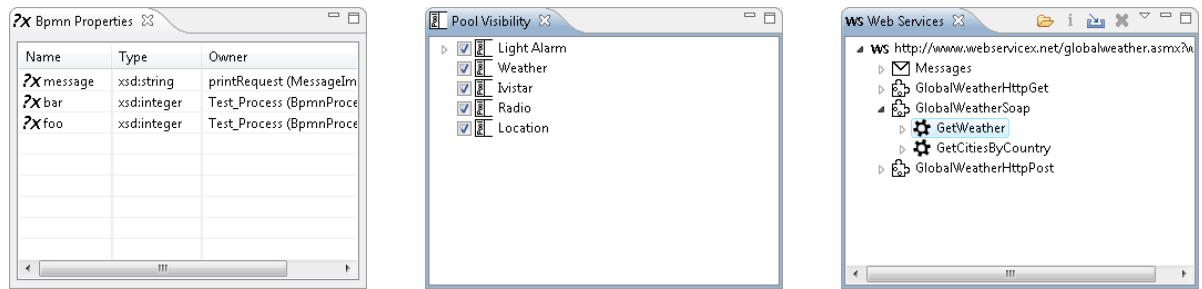 Bpmn Properties
Name Type Owner
message xsd:string printRequest (MessageIm
bar xsd:integer Test_Process (BpmnProce
foo xsd:integer Test_Process (BpmnProce
Pool Visibility
Light Alarm
Weather
Ivistar
Radio
Location
WS Web Services
WS http://www.webservicex.net/globalweather.asmx?w
Messages
GlobalWeatherHttpGet
GlobalWeatherSoap
GetWeather
GetCitiesByCountry
GlobalWeatherHttpPost